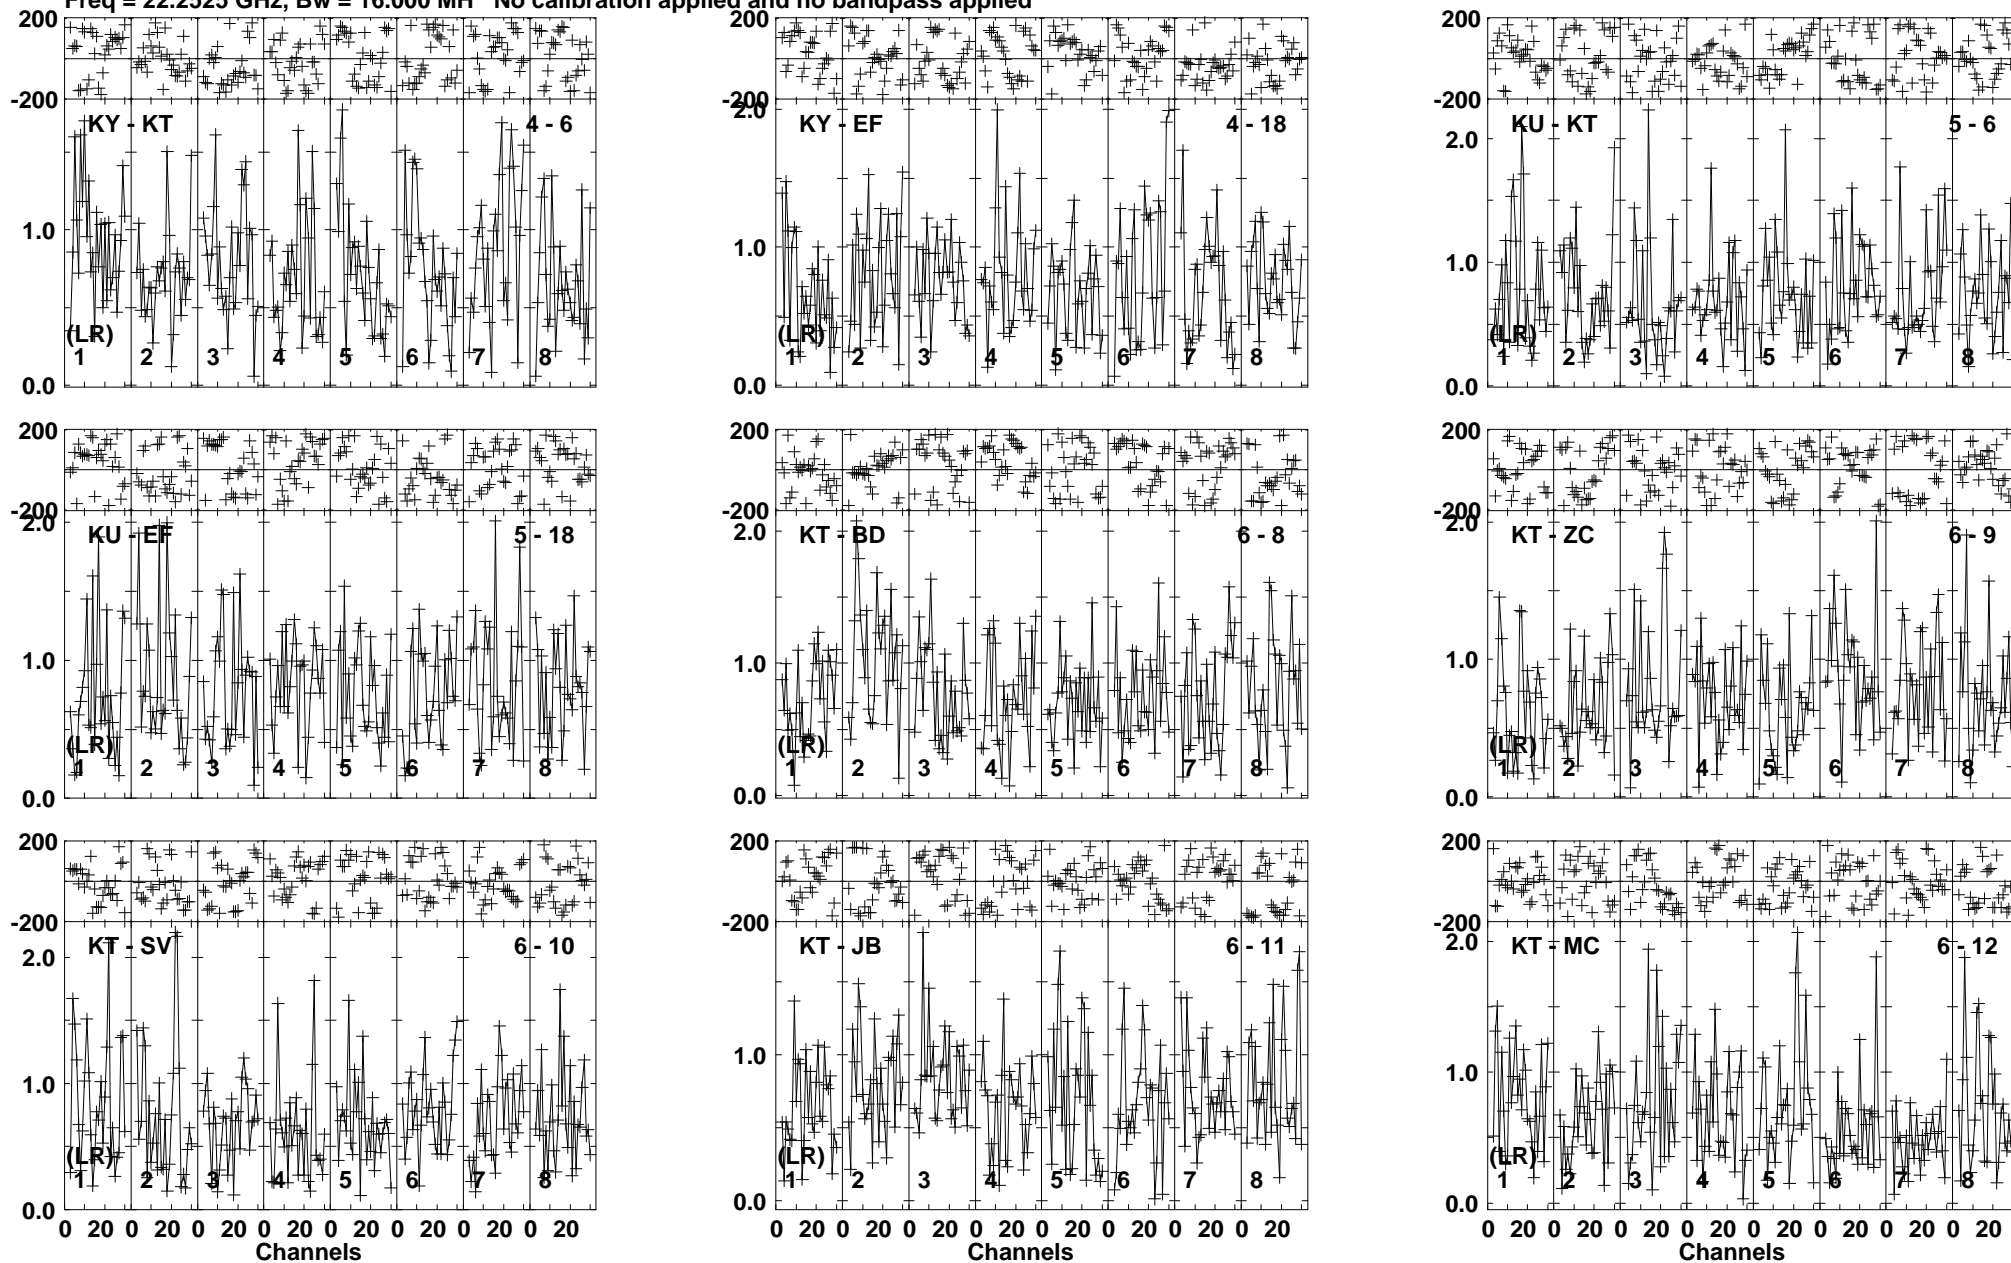 Freq = 22.2525 GHz, Bw = 16.000 MH No calibration applied and no bandpass applied
200 200 200
-200 -200 -200
KY - KT 4 - 6 KY - EF 4 - 18 KU - KT 5 - 6
2.0 2.0
1.0 1.0 1.0
(LR) (LR) (LR)
1 2 3 4 5 6 7 8 1 2 3 4 5 6 7 8 1 2 3 4 5 6 7 8
0.0 0.0 0.0
200 200 200
-200 -200 -200
2.0 2.0 2.0
KU - EF 5 - 18 KT - BD 6 - 8 KT - ZC 6 - 9
1.0 1.0 1.0
(LR) (LR) (LR)
1 2 3 4 5 6 7 8 1 2 3 4 5 6 7 8 1 2 3 4 5 6 7 8
0.0 0.0 0.0
200 200 200
-200 -200 -200
KT - SV 6 - 10 KT - JB 6 - 11 KT - MC 6 - 12
2.0 2.0
1.0 1.0 1.0
(LR) (LR) (LR)
1 2 3 4 5 6 7 8 1 2 3 4 5 6 7 8 1 2 3 4 5 6 7 8
0.0 0.0 0.0
0 20 0 20 0 20 0 20 0 20 0 20 0 20 0 20 0 20 0 20 0 20 0 20 0 20 0 20 0 20 0 20 0 20 0 20 0 20 0 20 0 20 0 20 0 20 0 20
Channels Channels Channels